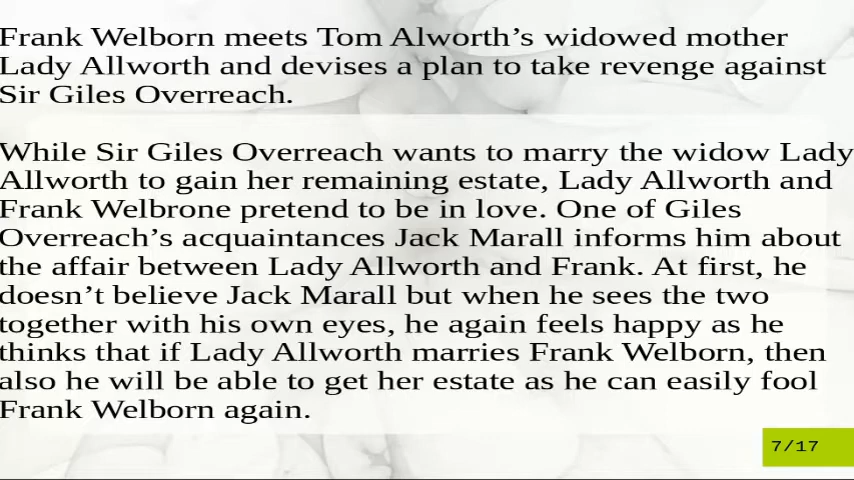 Frank Welborn meets Tom Alworth’s widowed mother
Lady Allworth and devises a plan to take revenge against
Sir Giles Overreach.
While Sir Giles Overreach wants to marry the widow Lady
Allworth to gain her remaining estate, Lady Allworth and
Frank Welbrone pretend to be in love. One of Giles
Overreach’s acquaintances Jack Marall informs him about
the affair between Lady Allworth and Frank. At first, he
doesn’t believe Jack Marall but when he sees the two
together with his own eyes, he again feels happy as he
thinks that if Lady Allworth marries Frank Welborn, then
also he will be able to get her estate as he can easily fool
Frank Welborn again.
7/17